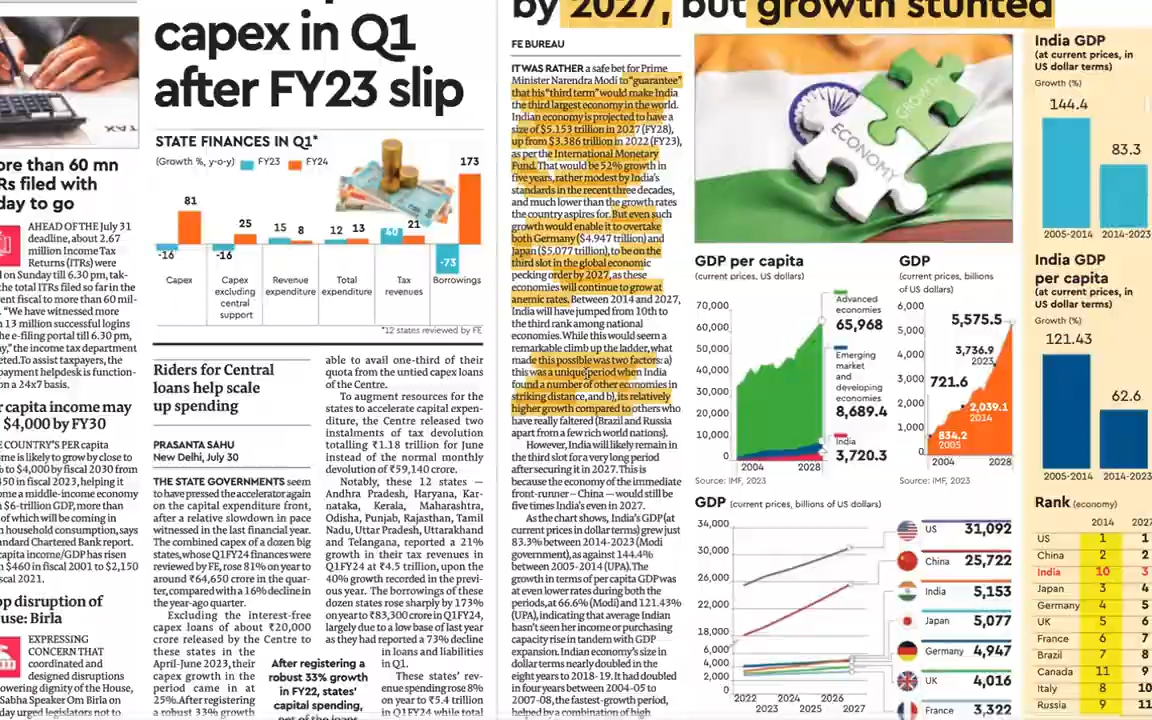 capex in Q1
after FY23 slip
STATE FINANCES IN Q1*
(Growth %, y-o-y) FY23 FY24
81
-16
Capex
25
-16
Capex
excluding
central
support
15
8
Revenue
expenditure
12
13
Total
expenditure
40
21
Tax
revenues
173
-73
Borrowings
*12 states reviewed by FE
ore than 60 mn
Rs filed with
day to go
AHEAD OF THE July 31
deadline, about 2.67
million Income Tax
Returns (ITRs) were
l on Sunday till 6.30 pm, tak-
the total ITRs filed so far in the
ent fiscal to more than 60 mil-
. "We have witnessed more
13 million successful logins
he e-filing portal till 6.30 pm,
y," the income tax department
eted.To assist taxpayers, the
payment helpdesk is function-
on a 24x7 basis.
r capita income may
$4,000 by FY30
E COUNTRY'S PER capita
ome is likely to grow by close to
% to $4,000 by fiscal 2030 from
450 in fiscal 2023, helping it
ome a middle-income economy
$6-trillion GDP, more than
of which will be coming in
household consumption, says
ndard Chartered Bank report.
capita income/GDP has risen
$460 in fiscal 2001 to $2,150
scal 2021.
op disruption of
use: Birla
EXPRESSING
CONCERN THAT
coordinated and
designed disruptions
owering dignity of the House,
Sabha Speaker Om Birla on
day urged legislators not to
Riders for Central
loans help scale
up spending
PRASANTA SAHU
New Delhi, July 30
THE STATE GOVERNMENTS seem
to have pressed the accelerator again
on the capital expenditure front,
after a relative slowdown in pace
witnessed in the last financial year.
The combined capex of a dozen big
states, whose Q1FY24 finances were
reviewed by FE, rose 81% on year to
around ₹64,650 crore in the quar-
ter, compared with a 16% decline in
the year-ago quarter.
Excluding the interest-free
capex loans of about ₹20,000
crore released by the Centre to
these states in the
April-June 2023, their
capex growth in the
period came in at
25%. After registering
a robust 33% growth
After registering a
robust 33% growth
in FY22, states'
capital spending,
net of the loans
able to avail one-third of their
quota from the untied capex loans
of the Centre.
To augment resources for the
states to accelerate capital expen-
diture, the Centre released two
instalments of tax devolution
totalling ₹1.18 trillion for June
instead of the normal monthly
devolution of ₹59,140 crore.
Notably, these 12 states —
Andhra Pradesh, Haryana, Kar-
nataka, Kerala, Maharashtra,
Odisha, Punjab, Rajasthan, Tamil
Nadu, Uttar Pradesh, Uttarakhand
and Telangana, reported a 21%
growth in their tax revenues in
Q1FY24 at ₹4.5 trillion, upon the
40% growth recorded in the previ-
ous year. The borrowings of these
dozen states rose sharply by 173%
on year to ₹83,300 crore in Q1FY24,
largely due to a low base of last year
as they had reported a 73% decline
in loans and liabilities
in Q1.
These states' rev-
enue spending rose 8%
on year to ₹5.4 trillion
in Q1FY24 while total
by 2027, but growth stunted
FE BUREAU
IT WAS RATHER a safe bet for Prime
Minister Narendra Modi to "guarantee"
that his "third term" would make India
the third largest economy in the world.
Indian economy is projected to have a
size of $5.153 trillion in 2027 (FY28),
up from $3.386 trillion in 2022 (FY23),
as per the International Monetary
Fund. That would be 52% growth in
five years, rather modest by India's
standards in the recent three decades,
and much lower than the growth rates
the country aspires for. But even such
growth would enable it to overtake
both Germany ($4.947 trillion) and
Japan ($5.077 trillion), to be on the
third slot in the global economic
pecking order by 2027, as these
economies will continue to grow at
anemic rates. Between 2014 and 2027,
India will have jumped from 10th to
the third rank among national
economies. While this would seem a
remarkable climb up the ladder, what
made this possible was two factors: a)
this was a unique period when India
found a number of other economies in
striking distance, and b), its relatively
higher growth compared to others who
have really faltered (Brazil and Russia
apart from a few rich world nations).
However, India will likely remain in
the third slot for a very long period
after securing it in 2027. This is
because the economy of the immediate
front-runner – China — would still be
five times India's even in 2027.
As the chart shows, India's GDP (at
current prices in dollar terms) grew just
83.3% between 2014-2023 (Modi
government), as against 144.4%
between 2005-2014 (UPA). The
growth in terms of per capita GDP was
at even lower rates during both the
periods, at 66.6% (Modi) and 121.43%
(UPA), indicating that average Indian
hasn't seen her income or purchasing
capacity rise in tandem with GDP
expansion. Indian economy's size in
dollar terms nearly doubled in the
eight years to 2018-19. It had doubled
in four years between 2004-05 to
2007-08, the fastest-growth period,
helped by a combination of high
ECONOMY
GROWTH
GDP per capita
(current prices, US dollars)
70,000
60,000
50,000
40,000
30,000
20,000
10,000
0
2004
2028
Advanced
economies
65,968
Emerging
market
and
developing
economies
8,689.4
India
3,720.3
Source: IMF, 2023
GDP
(current prices, billions
of US dollars)
6,000
5,000
4,000
3,000
2,000
1,000
0
5,575.5
3,736.9
2023
721.6
2,039.1
2014
834.2
2005
2004
2028
Source: IMF, 2023
GDP (current prices, billions of US dollars)
34,000
30,000
26,000
22,000
18,000
6,000
4,000
2,000
0
2022
2023
2024
2025
2026
2027
US 31,092
China 25,722
India 5,153
Japan 5,077
Germany 4,947
UK 4,016
France 3,322
India GDP
(at current prices, in
US dollar terms)
Growth (%)
144.4
83.3
2005-2014 2014-2023
India GDP
per capita
(at current prices, in
US dollar terms)
Growth (%)
121.43
62.6
2005-2014 2014-2023
Rank (economy)
2014 2027
US 1 1
China 2 2
India 10 3
Japan 3 4
Germany 4 5
UK 5 6
France 6 7
Brazil 7 8
Canada 11 9
Italy 8 10
Russia 9 11